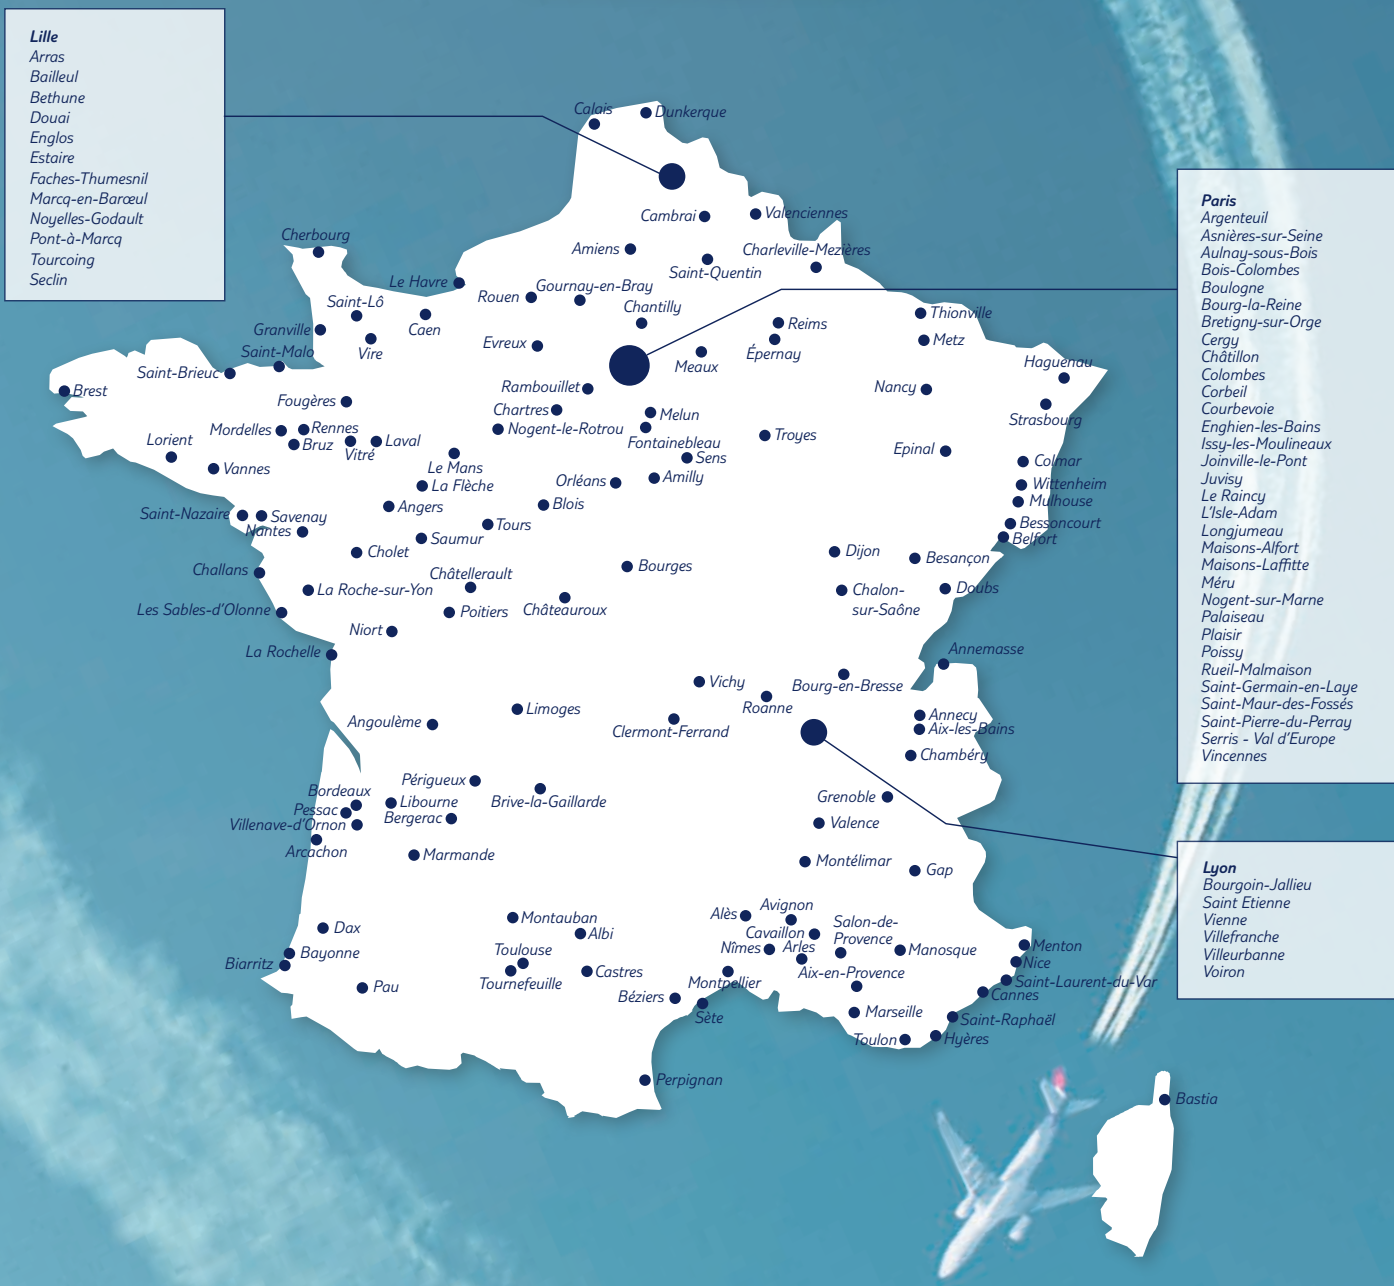 Lille
Arras
Bailleul
Bethune
Douai
Englos
Estaire
Faches-Thumesnil
Marcq-en-Barœul
Noyelles-Godault
Pont-à-Marcq
Tourcoing
Seclin
Calais
Dunkerque
Cambrai
Valenciennes
Cherbourg
Amiens
Charleville-Mezières
Saint-Quentin
Le Havre
Gournay-en-Bray
Rouen
Saint-Lô
Chantilly
Thionville
Granville
Caen
Reims
Vire
Evreux
Épernay
Metz
Saint-Malo
Meaux
Haguenau
Saint-Brieuc
Brest
Rambouillet
Nancy
Fougères
Chartres
Melun
Strasbourg
Mordelles
Rennes
Nogent-le-Rotrou
Troyes
Lorient
Bruz
Vitré
Laval
Fontainebleau
Epinal
Sens
Colmar
Vannes
Le Mans
Orléans
Amilly
La Flèche
Wittenheim
Mulhouse
Angers
Blois
Saint-Nazaire
Savenay
Nantes
Tours
Bessoncourt
Belfort
Saumur
Cholet
Dijon
Besançon
Challans
Châtellerault
Bourges
La Roche-sur-Yon
Chalon-
sur-Saône
Doubs
Les Sables-d'Olonne
Poitiers
Châteauroux
Niort
La Rochelle
Annemasse
Vichy
Bourg-en-Bresse
Roanne
Limoges
Angoulème
Clermont-Ferrand
Annecy
Aix-les-Bains
Chambéry
Périgueux
Bordeaux
Libourne
Brive-la-Gaillarde
Grenoble
Pessac
Bergerac
Villenave-d'Ornon
Valence
Arcachon
Marmande
Montélimar
Gap
Montauban
Alès
Avignon
Salon-de-
Provence
Dax
Albi
Cavaillon
Nîmes
Arles
Manosque
Menton
Bayonne
Biarritz
Toulouse
Nice
Tournefeuille
Castres
Montpellier
Aix-en-Provence
Saint-Laurent-du-Var
Pau
Béziers
Cannes
Sète
Marseille
Saint-Raphaël
Toulon
Hyères
Perpignan
Bastia
Paris
Argenteuil
Asnières-sur-Seine
Aulnay-sous-Bois
Bois-Colombes
Boulogne
Bourg-la-Reine
Bretigny-sur-Orge
Cergy
Châtillon
Colombes
Corbeil
Courbevoie
Enghien-les-Bains
Issy-les-Moulineaux
Joinville-le-Pont
Juvisy
Le Raincy
L'Isle-Adam
Longjumeau
Maisons-Alfort
Maisons-Laffitte
Méru
Nogent-sur-Marne
Palaiseau
Plaisir
Poissy
Rueil-Malmaison
Saint-Germain-en-Laye
Saint-Maur-des-Fossés
Saint-Pierre-du-Perray
Serris - Val d'Europe
Vincennes
Lyon
Bourgoin-Jallieu
Saint Etienne
Vienne
Villefranche
Villeurbanne
Voiron